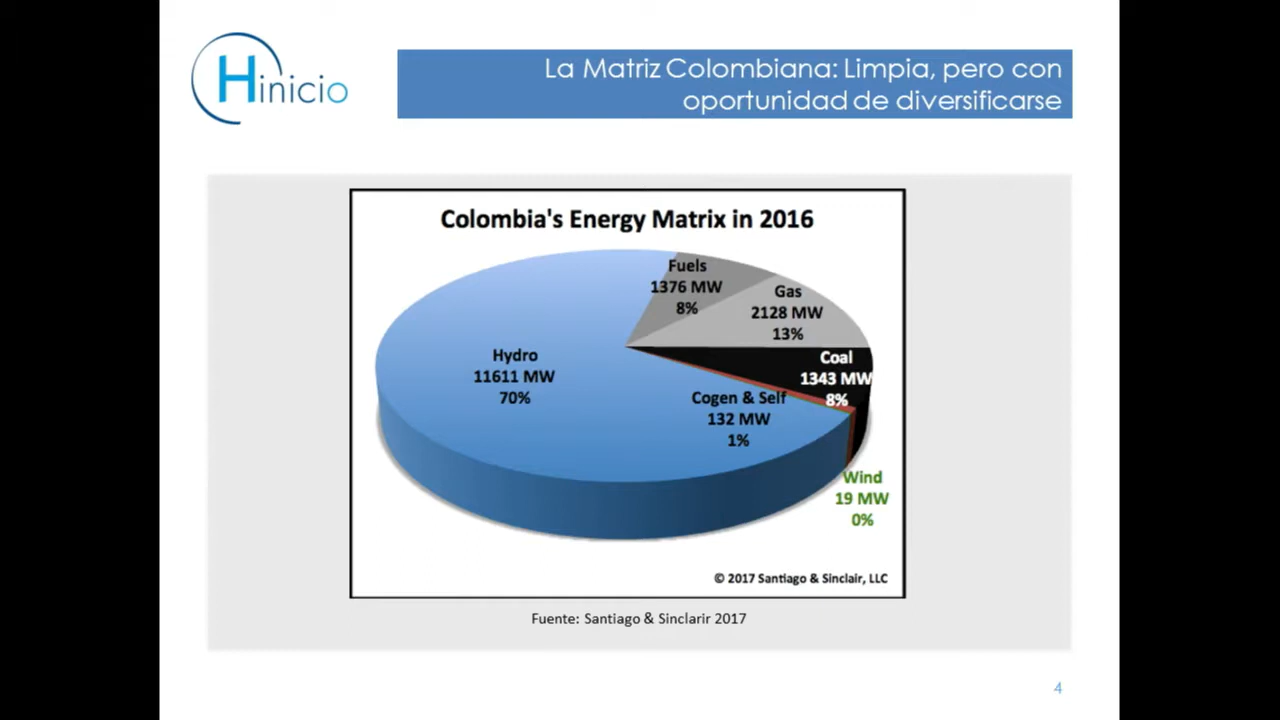 Hinicio
La Matriz Colombiana: Limpia, pero con
oportunidad de diversificarse
Colombia's Energy Matrix in 2016
Fuels
1376 MW
8%
Gas
2128 MW
13%
Coal
1343 MW
8%
Hydro
11611 MW
70%
Cogen & Self
132 MW
1%
Wind
19 MW
0%
© 2017 Santiago & Sinclair, LLC
Fuente: Santiago & Sinclarir 2017
4